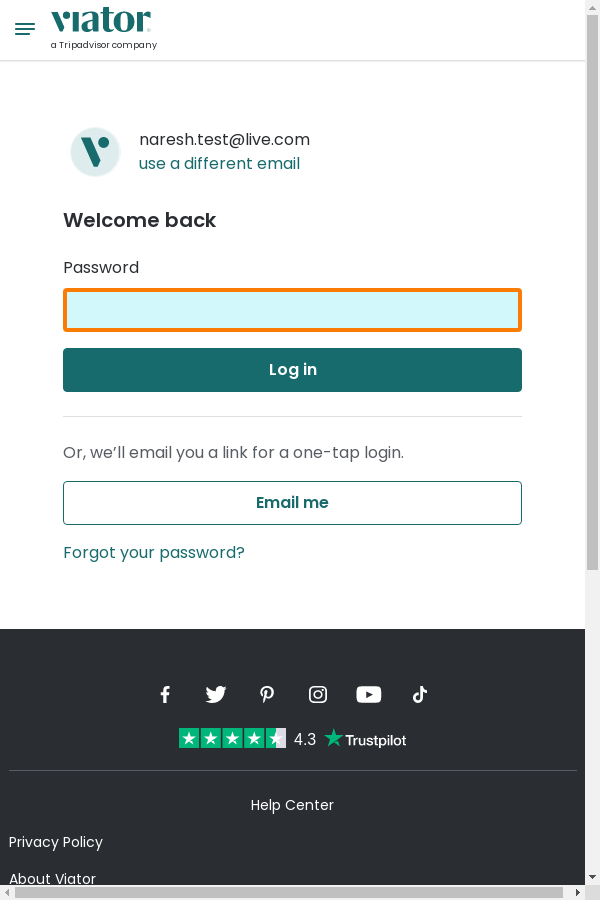 viator
a Tripadvisor company
naresh.test@live.com
use a different email
Welcome back
Password
Log in
Or, we’ll email you a link for a one-tap login.
Email me
Forgot your password?
4.3 Trustpilot
Help Center
Privacy Policy
About Viator